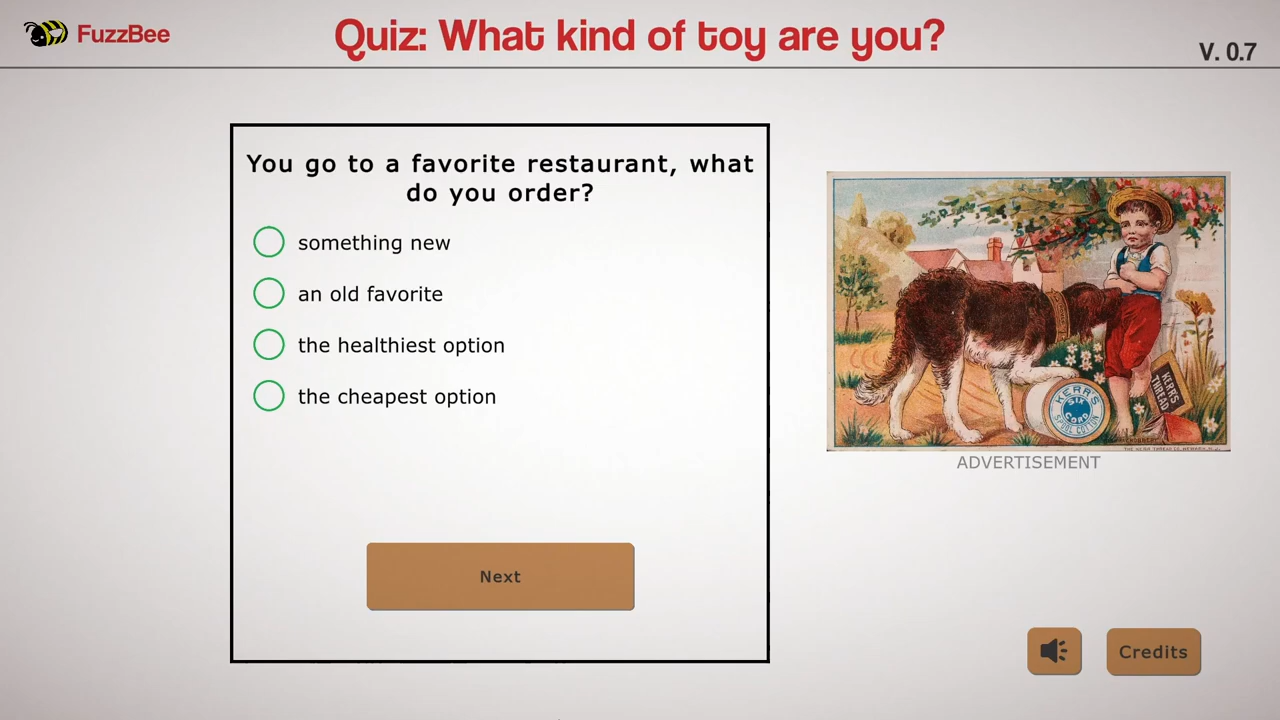 FuzzBee
Quiz: What kind of toy are you?
V. 0.7
You go to a favorite restaurant, what
do you order?
something new
an old favorite
the healthiest option
the cheapest option
Next
KERR'S
SIX
CORD
SPOOL COTTON
KERR'S
THREAD
ADVERTISEMENT
Credits